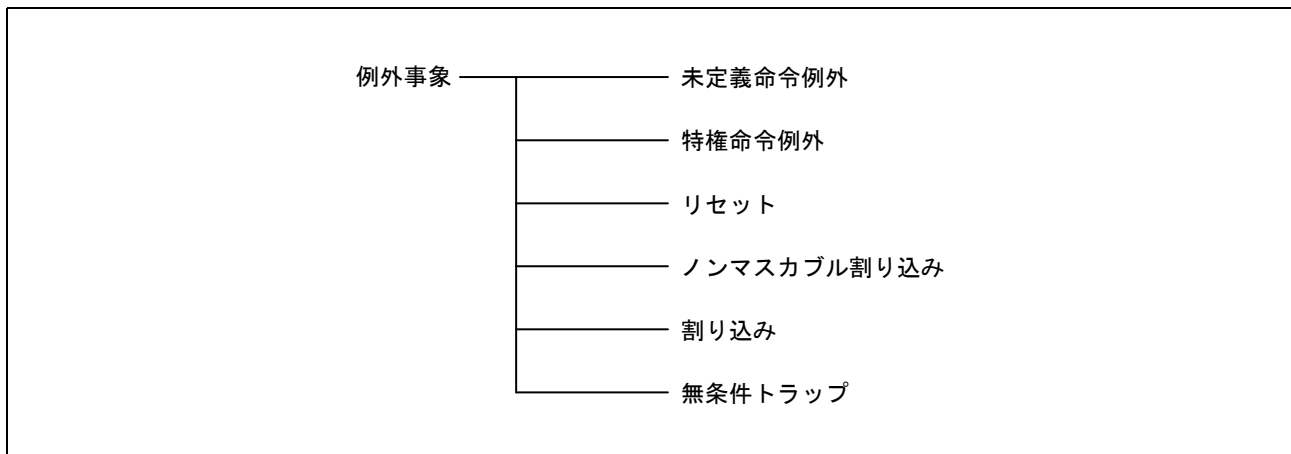 例外事象
未定義命令例外
特権命令例外
リセット
ノンマスカブル割り込み
割り込み
無条件トラップ